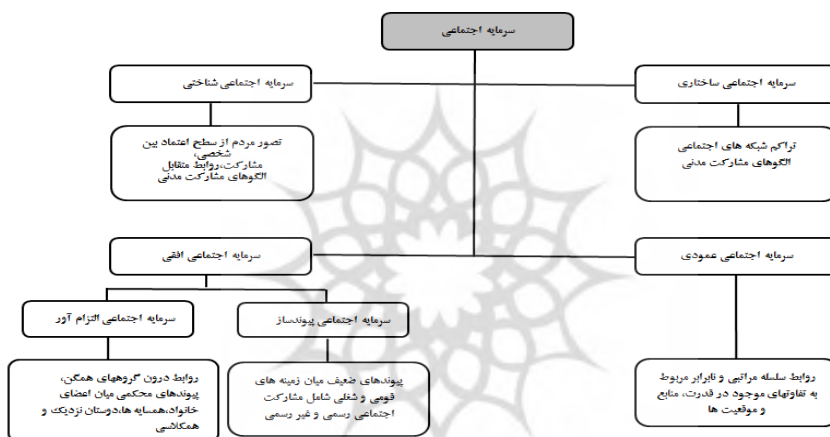 سرمایه اجتماعی
سرمایه اجتماعی ساختاری
سرمایه اجتماعی شناختی
تراکم شبکه های اجتماعی
الگوهای مشارکت مدنی
تصور مردم از سطح اعتماد بین
شخصی،
مشارکت،روابط متقابل
الگوهای مشارکت مدنی
سرمایه اجتماعی عمودی
سرمایه اجتماعی افقی
سرمایه اجتماعی پیوندساز
سرمایه اجتماعی التزام آور
روابط سلسله مراتبی و نابرابر مربوط
به تفاوتهای موجود در قدرت، منابع
و موقعیت ها
پیوندهای ضعیف میان زمینه های
قومی و شغلی شامل مشارکت
اجتماعی رسمی و غیر رسمی
روابط درون گروههای همگن،
پیوندهای محکمی میان اعضای
خانواد،همسایه ها،دوستان نزدیک و
همکلاسی